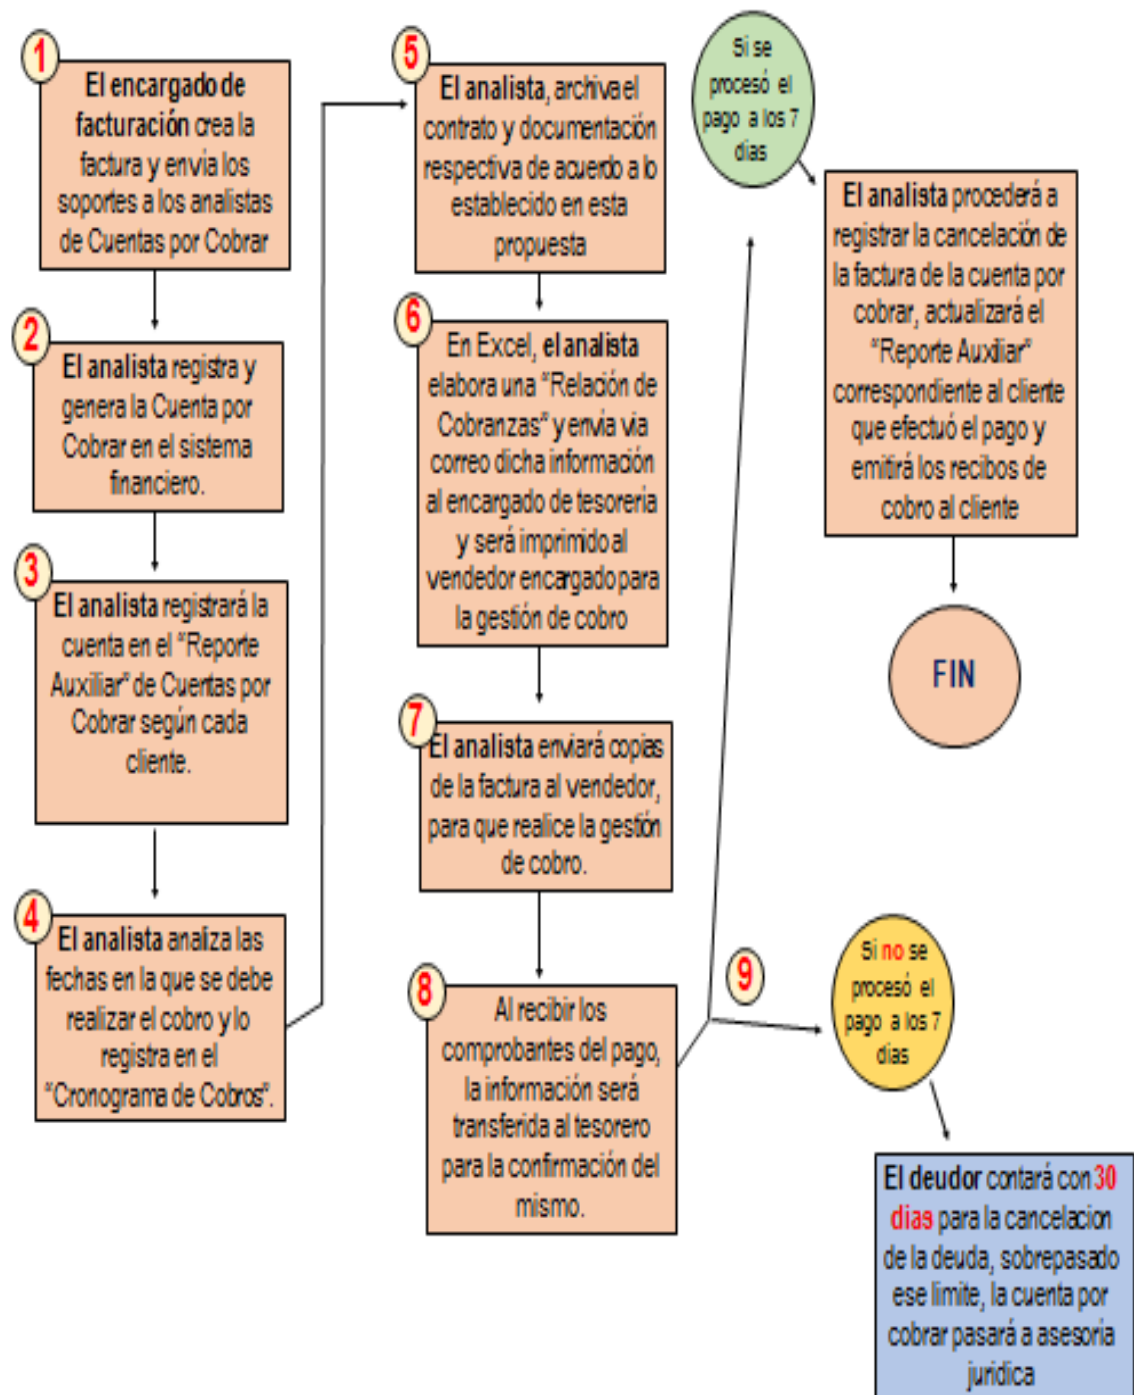 1
El encargado de
facturación crea la
factura y envia los
soportes a los analistas
de Cuentas por Cobrar
2
El analista registra y
genera la Cuenta por
Cobrar en el sistema
financiero.
3
El analista registrará la
cuenta en el "Reporte
Auxiliar" de Cuentas por
Cobrar según cada
cliente.
4
El analista analiza las
fechas en la que se debe
realizar el cobro y lo
registra en el
"Cronograma de Cobros".
5
El analista, archiva el
contrato y documentación
respectiva de acuerdo a lo
establecido en esta
propuesta
6
En Excel, el analista
elabora una "Relación de
Cobranzas" y envia via
correo dicha información
al encargado de tesoreria
y será imprimido al
vendedor encargado para
la gestión de cobro
7
El analista enviará copias
de la factura al vendedor,
para que realice la gestión
de cobro.
8
Al recibir los
comprobantes del pago,
la información será
transferida al tesorero
para la confirmación del
mismo.
9
Si se
procesó el
pago a los 7
dias
El analista procederá a
registrar la cancelación de
la factura de la cuenta por
cobrar, actualizará el
"Reporte Auxiliar"
correspondiente al cliente
que efectuó el pago y
emitirá los recibos de
cobro al cliente
FIN
Si no se
procesó el
pago a los 7
dias
El deudor contará con 30
dias para la cancelacion
de la deuda, sobrepasado
ese limite, la cuenta por
cobrar pasará a asesoria
juridica